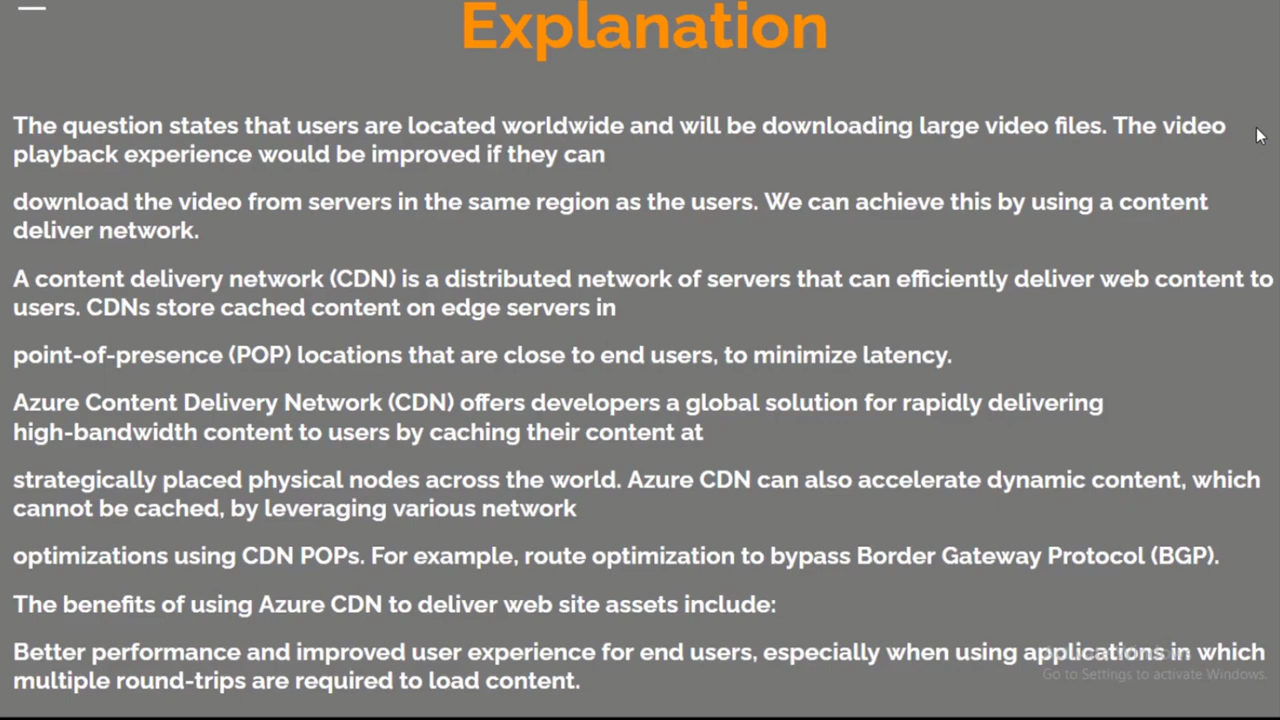 Explanation
The question states that users are located worldwide and will be downloading large video files. The video
playback experience would be improved if they can
download the video from servers in the same region as the users. We can achieve this by using a content
deliver network.
A content delivery network (CDN) is a distributed network of servers that can efficiently deliver web content to
users. CDNs store cached content on edge servers in
point-of-presence (POP) locations that are close to end users, to minimize latency.
Azure Content Delivery Network (CDN) offers developers a global solution for rapidly delivering
high-bandwidth content to users by caching their content at
strategically placed physical nodes across the world. Azure CDN can also accelerate dynamic content, which
cannot be cached, by leveraging various network
optimizations using CDN POPs. For example, route optimization to bypass Border Gateway Protocol (BGP).
The benefits of using Azure CDN to deliver web site assets include:
Better performance and improved user experience for end users, especially when using applications in which
multiple round-trips are required to load content.
Activate Windows
Go to Settings to activate Windows.